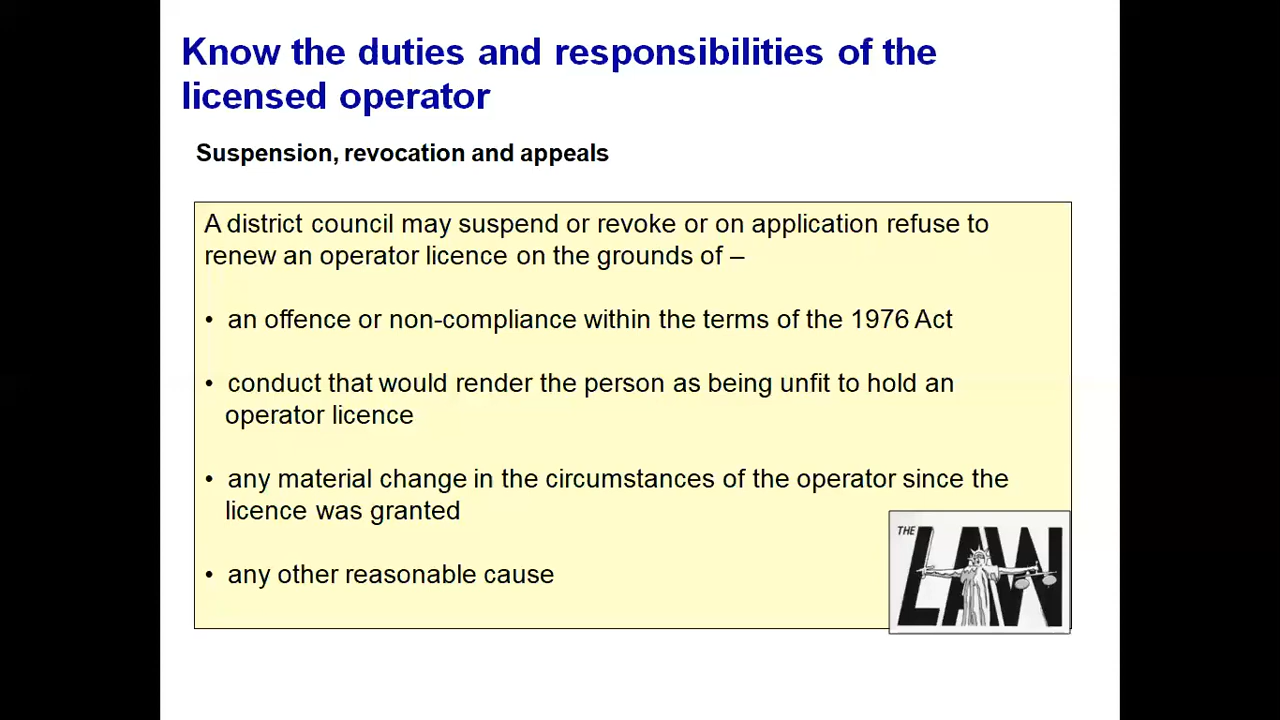 Know the duties and responsibilities of the
licensed operator
Suspension, revocation and appeals
A district council may suspend or revoke or on application refuse to
renew an operator licence on the grounds of –
• an offence or non-compliance within the terms of the 1976 Act
• conduct that would render the person as being unfit to hold an
operator licence
• any material change in the circumstances of the operator since the
licence was granted
• any other reasonable cause
THE
LAW